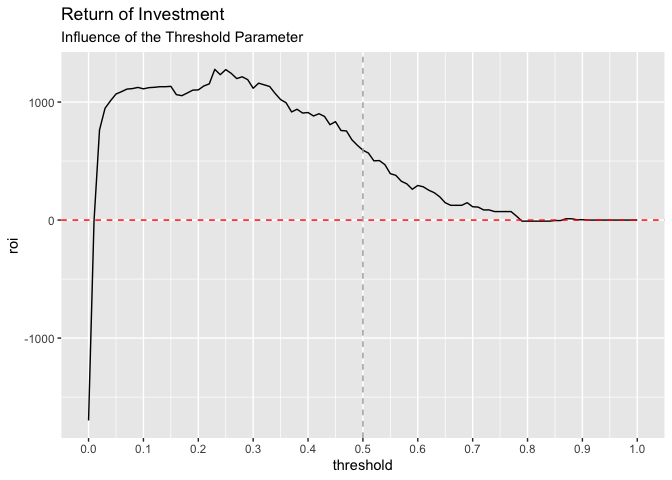 Return of Investment
Influence of the Threshold Parameter
1000
0
-1000
roi
0.0 0.1 0.2 0.3 0.4 0.5 0.6 0.7 0.8 0.9 1.0
threshold